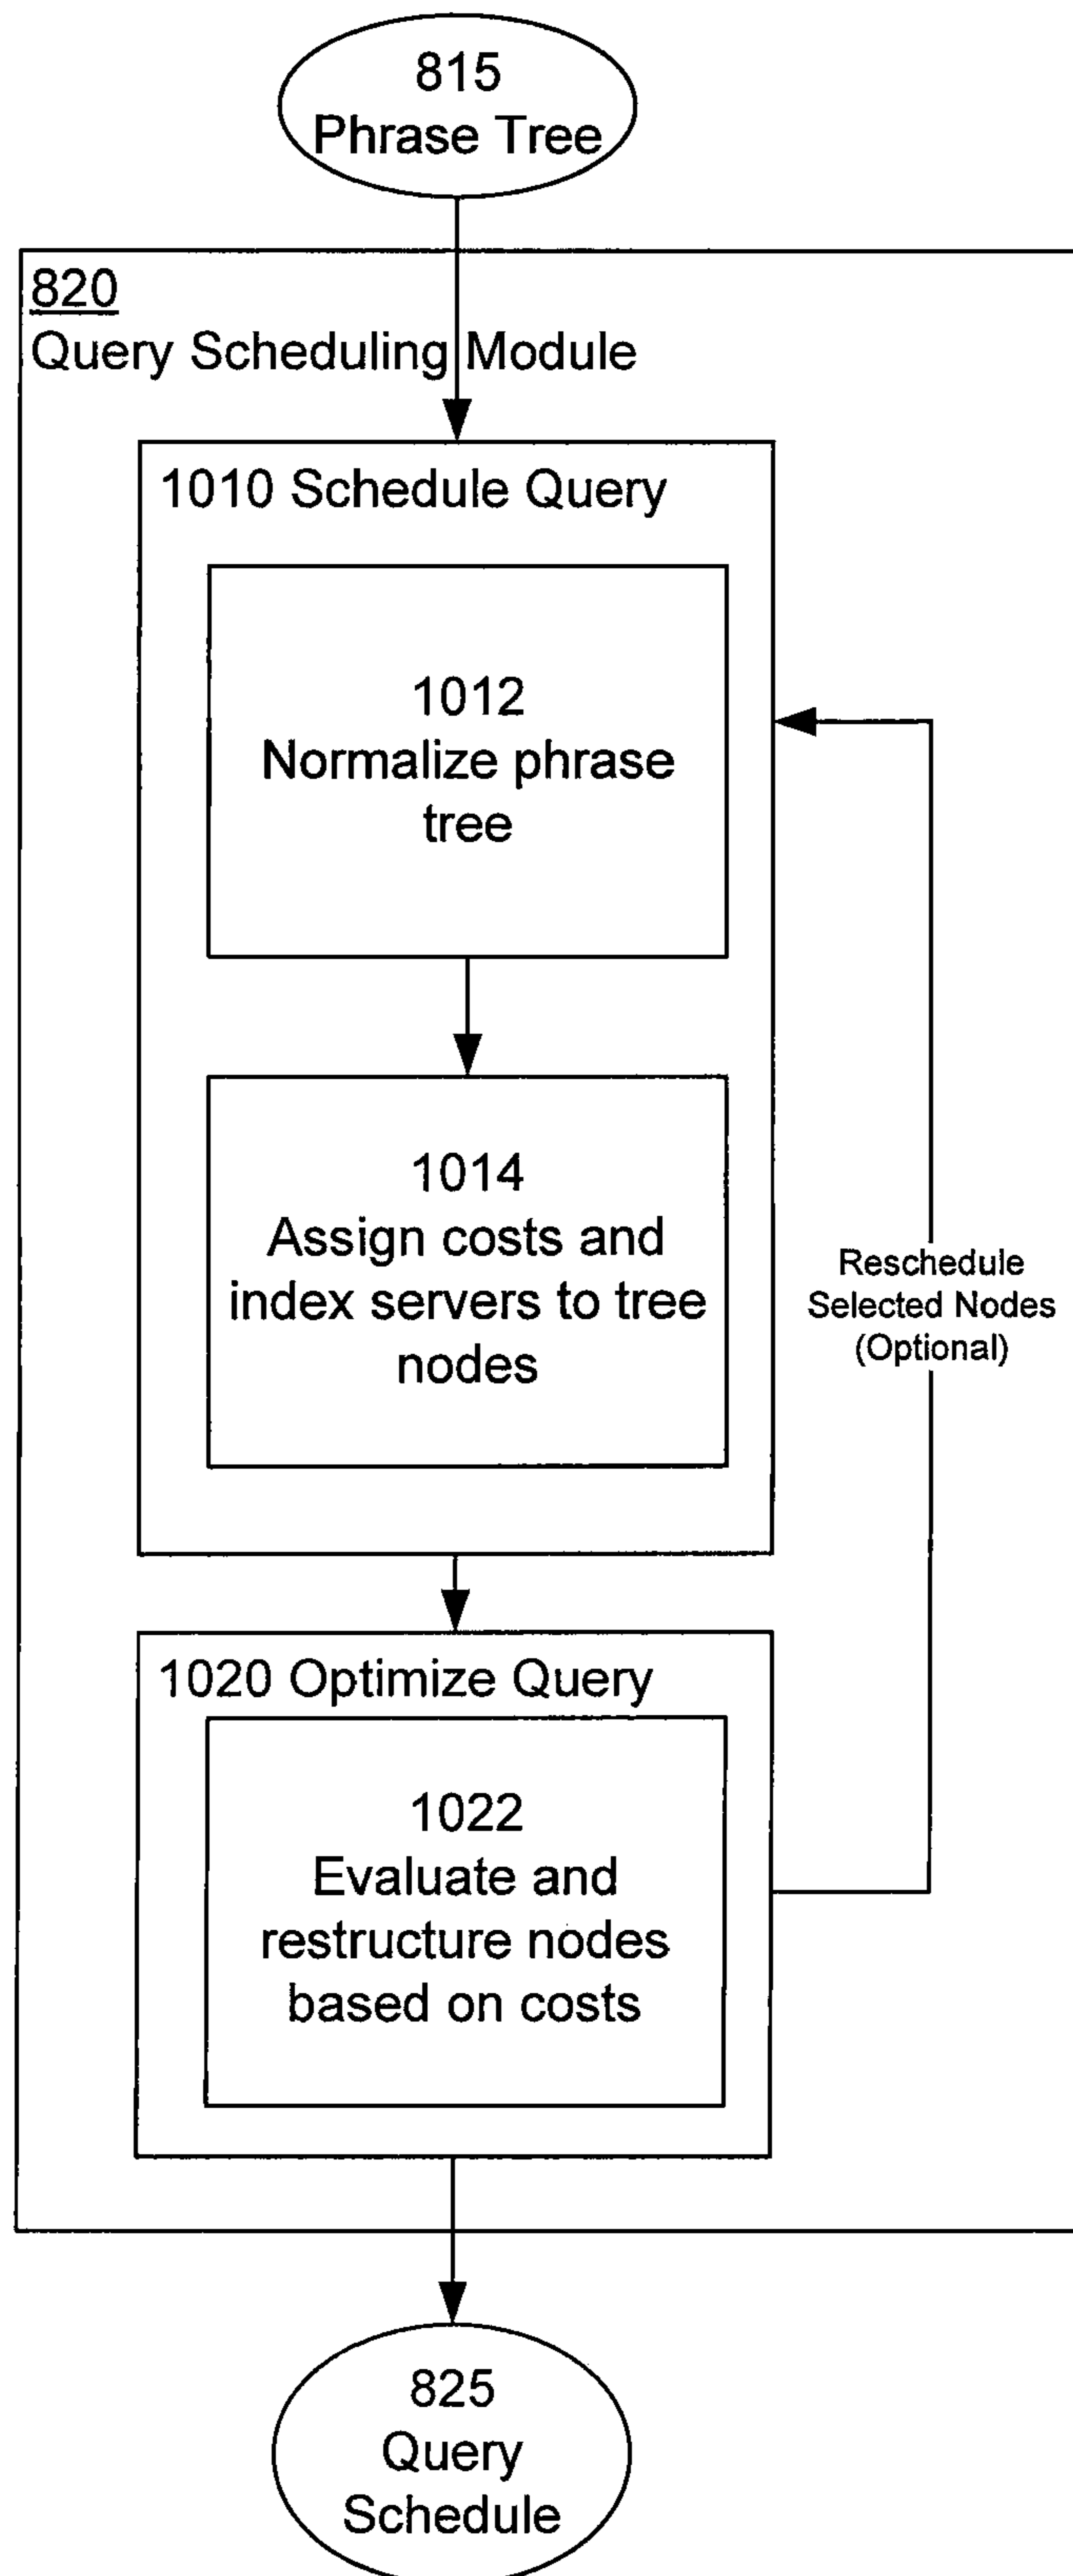 815
Phrase Tree
820
Query Scheduling Module
1010 Schedule Query
1012
Normalize phrase
tree
1014
Assign costs and
index servers to tree
nodes
Reschedule
Selected Nodes
(Optional)
1020 Optimize Query
1022
Evaluate and
restructure nodes
based on costs
825
Query
Schedule